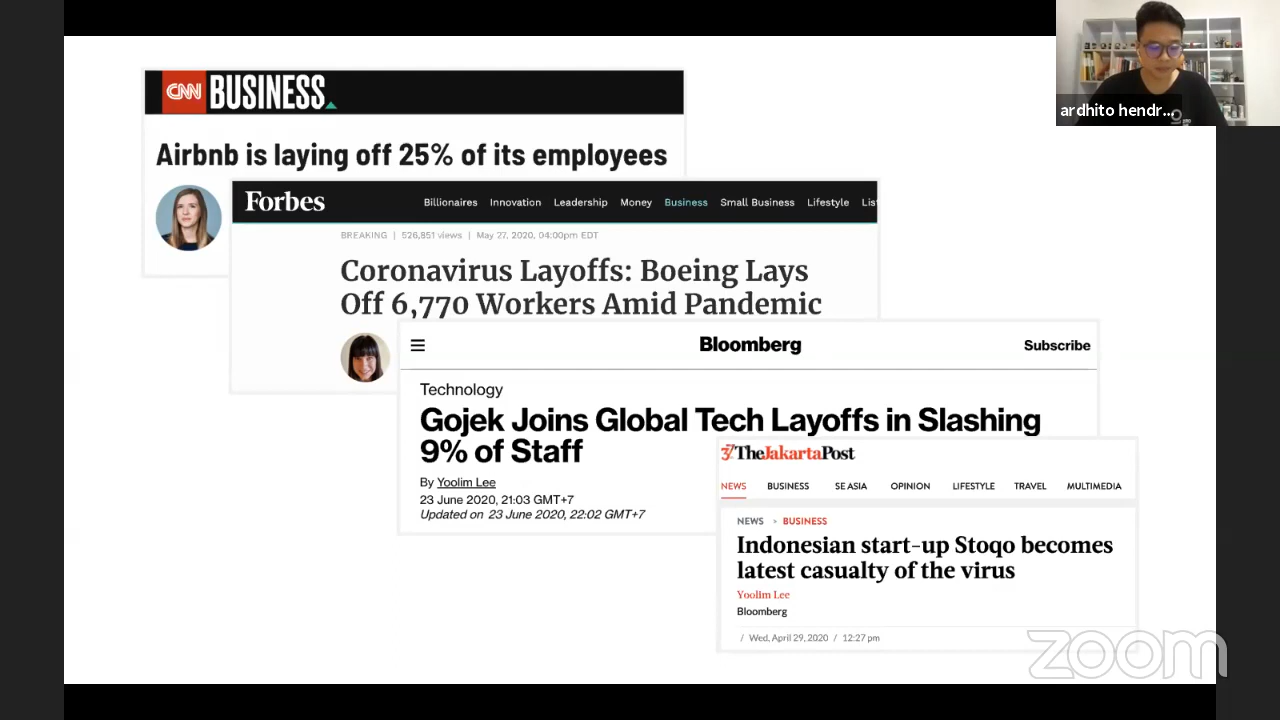 ardhito hendr...
CNN BUSINESS
Airbnb is laying off 25% of its employees
Forbes
Billionaires Innovation Leadership Money Business Small Business Lifestyle Lis
BREAKING | 526,851 views | May 27, 2020, 04:00pm EDT
Coronavirus Layoffs: Boeing Lays
Off 6,770 Workers Amid Pandemic
Bloomberg
Subscribe
Technology
Gojek Joins Global Tech Layoffs in Slashing
9% of Staff
By Yoolim Lee
23 June 2020, 21:03 GMT+7
Updated on 23 June 2020, 22:02 GMT+7
37 TheJakartaPost
NEWS BUSINESS SE ASIA OPINION LIFESTYLE TRAVEL MULTIMEDIA
NEWS > BUSINESS
Indonesian start-up Stoqo becomes
latest casualty of the virus
Yoolim Lee
Bloomberg
/ Wed, April 29, 2020 / 12:27 pm
zoom